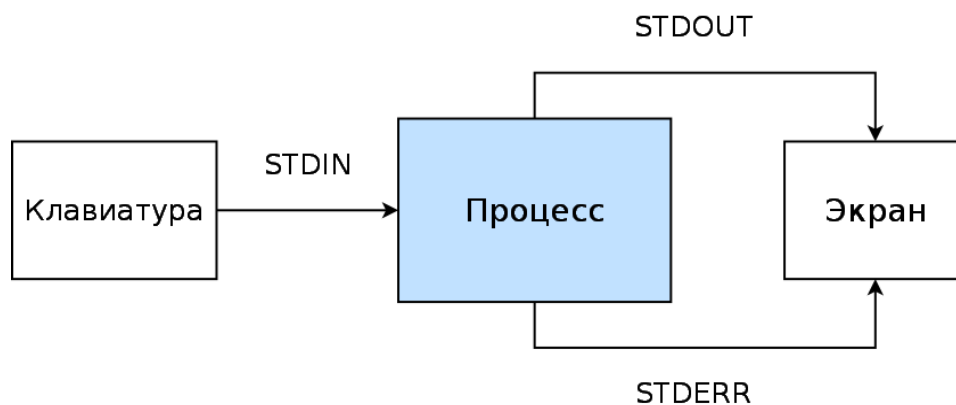 STDOUT
Клавиатура
STDIN
Процесс
Экран
STDERR